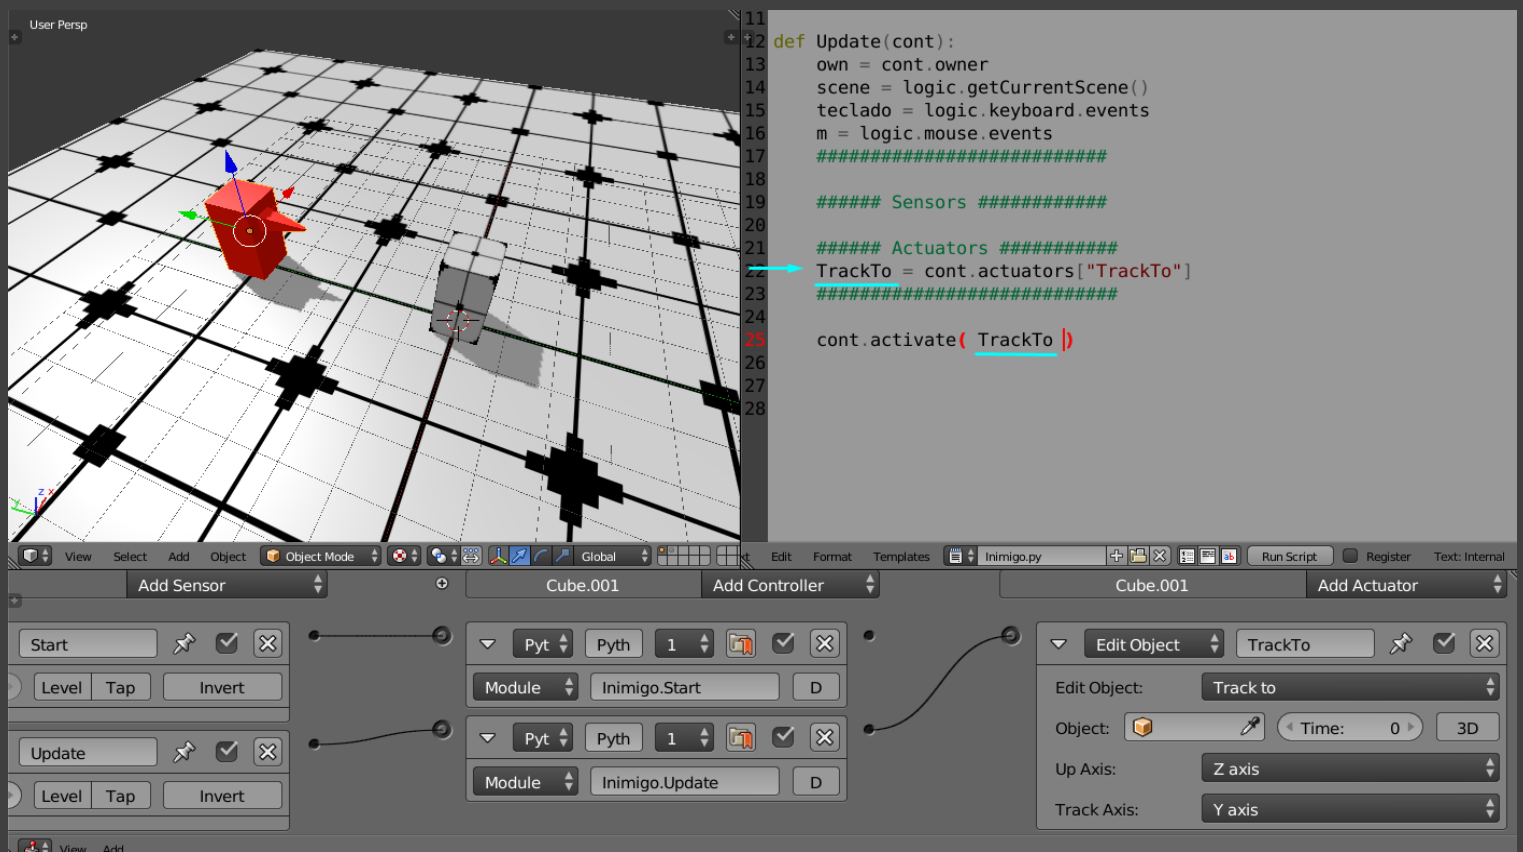 User Persp
11
12 def Update(cont):
13 own = cont.owner
14 scene = logic.getCurrentScene()
15 teclado = logic.keyboard.events
16 m = logic.mouse.events
17 ###########################
18
19 ###### Sensors ############
20
21 ###### Actuators ###########
22 TrackTo = cont.actuators["TrackTo"]
23 ############################
24
25 cont.activate( TrackTo )
26
27
28
z x
y
View Select Add Object Object Mode Global
xt Edit Format Templates Inimigo.py ab Run Script Register Text: Internal
Add Sensor Cube.001 Add Controller Cube.001 Add Actuator
Start Pyt Pyth 1 Edit Object TrackTo
Level Tap Invert Module Inimigo.Start D Edit Object: Track to
Update Pyt Pyth 1 Object: Time: 0 3D
Level Tap Invert Module Inimigo.Update D Up Axis: Z axis
Track Axis: Y axis
View Add